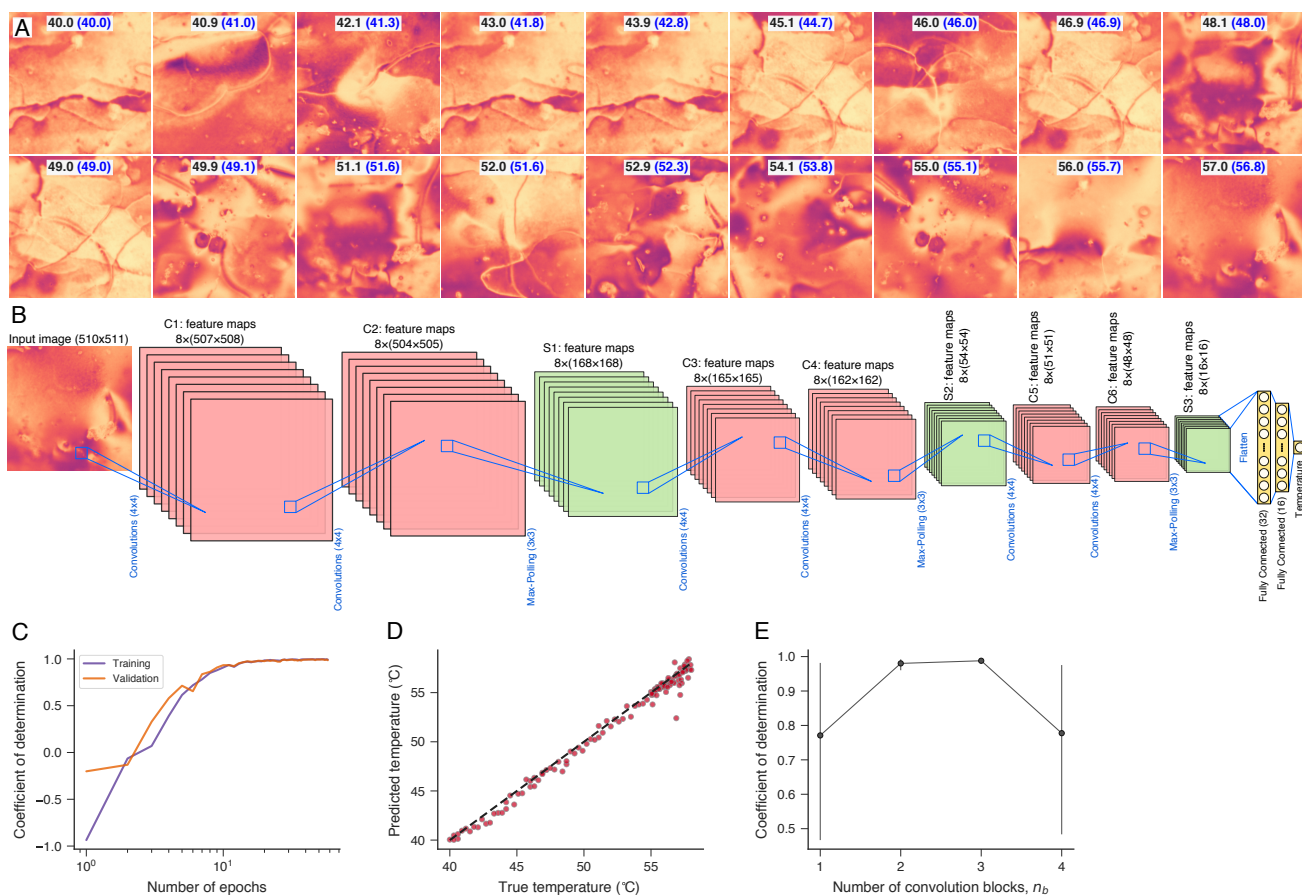 A
40.0 (40.0)
40.9 (41.0)
42.1 (41.3)
43.0 (41.8)
43.9 (42.8)
45.1 (44.7)
46.0 (46.0)
46.9 (46.9)
48.1 (48.0)
49.0 (49.0)
49.9 (49.1)
51.1 (51.6)
52.0 (51.6)
52.9 (52.3)
54.1 (53.8)
55.0 (55.1)
56.0 (55.7)
57.0 (56.8)
B
Input image (510x511)
C1: feature maps
8×(507×508)
C2: feature maps
8×(504×505)
S1: feature maps
8×(168×168)
C3: feature maps
8×(165×165)
C4: feature maps
8×(162×162)
S2: feature maps
8×(54×54)
C5: feature maps
8×(51×51)
C6: feature maps
8×(48×48)
S3: feature maps
8×(16×16)
Convolutions (4x4)
Convolutions (4x4)
Max-Polling (3x3)
Convolutions (4x4)
Convolutions (4x4)
Max-Polling (3x3)
Convolutions (4x4)
Convolutions (4x4)
Max-Polling (3x3)
Flatten
Fully Connected (32)
Fully Connected (16)
Temperature
C
Coefficient of determination
1.0
0.5
0.0
−0.5
−1.0
Training
Validation
10⁰
10¹
Number of epochs
D
Predicted temperature (°C)
55
50
45
40
40
45
50
55
True temperature (°C)
E
Coefficient of determination
1.0
0.9
0.8
0.7
0.6
0.5
1
2
3
4
Number of convolution blocks, n_b